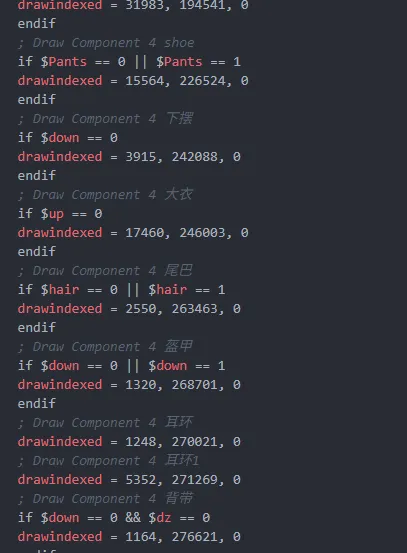 drawindexed = 31983, 194541, 0
endif
; Draw Component 4 shoe
if $Pants == 0 || $Pants == 1
drawindexed = 15564, 226524, 0
endif
; Draw Component 4 下摆
if $down == 0
drawindexed = 3915, 242088, 0
endif
; Draw Component 4 大衣
if $up == 0
drawindexed = 17460, 246003, 0
endif
; Draw Component 4 尾巴
if $hair == 0 || $hair == 1
drawindexed = 2550, 263463, 0
endif
; Draw Component 4 盔甲
if $down == 0 || $down == 1
drawindexed = 1320, 268701, 0
endif
; Draw Component 4 耳环
drawindexed = 1248, 270021, 0
; Draw Component 4 耳环1
drawindexed = 5352, 271269, 0
; Draw Component 4 背带
if $down == 0 && $dz == 0
drawindexed = 1164, 276621, 0
endif